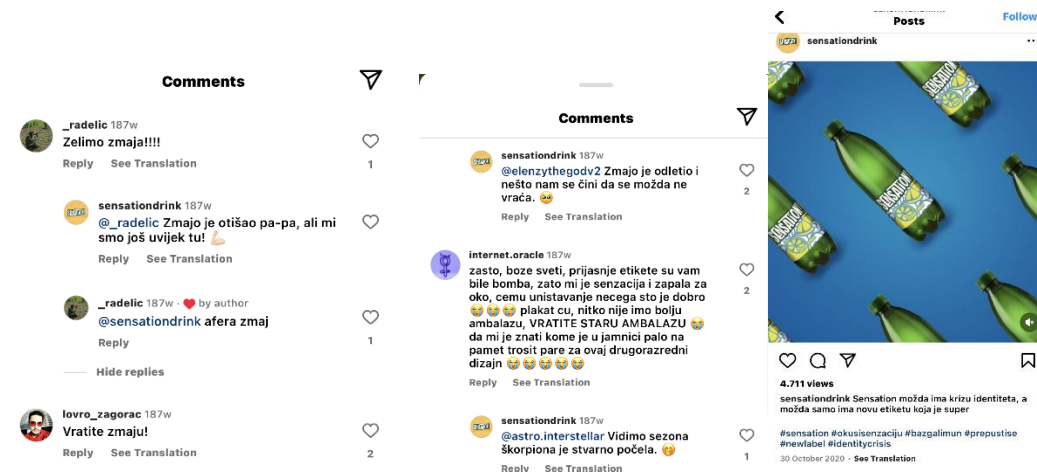 Comments
_radelic 187w
Zelimo zmaja!!!!
Reply See Translation
1
sensationdrink 187w
@_radelic Zmajo je otišao pa-pa, ali mi
smo još uvijek tu! 💪🏻
Reply See Translation
_radelic 187w · ❤️ by author
@sensationdrink afera zmaj
Reply
1
Hide replies
lovro_zagorac 187w
Vratite zmaju!
Reply See Translation
2
Comments
sensationdrink 187w
@elenzythegodv2 Zmajo je odletio i
nešto nam se čini da se možda ne
vraća. 🥺
Reply See Translation
2
internet.oracle 187w
zasto, boze sveti, prijasnje etikete su vam
bile bomba, zato mi je senzacija i zapala za
oko, cemu unistavanje necega sto je dobro
😭😭😭 plakat cu, nitko nije imo bolju
ambalazu, VRATITE STARU AMBALAZU 😭
da mi je znati kome je u jamnici palo na
pamet trosit pare za ovaj drugorazredni
dizajn 😭😭😭😭😭
Reply See Translation
2
sensationdrink 187w
@astro.interstellar Vidimo sezona
škorpiona je stvarno počela. 🤭
Reply See Translation
1
Posts
Follow
sensationdrink
SENSATION
SENSATION
SENSATION
4.711 views
sensationdrink Sensation možda ima krizu identiteta, a
možda samo ima novu etiketu koja je super
#sensation #okusisenzaciju #bazgalimun #prepustise
#newlabel #identitycrisis
30 October 2020 · See Translation